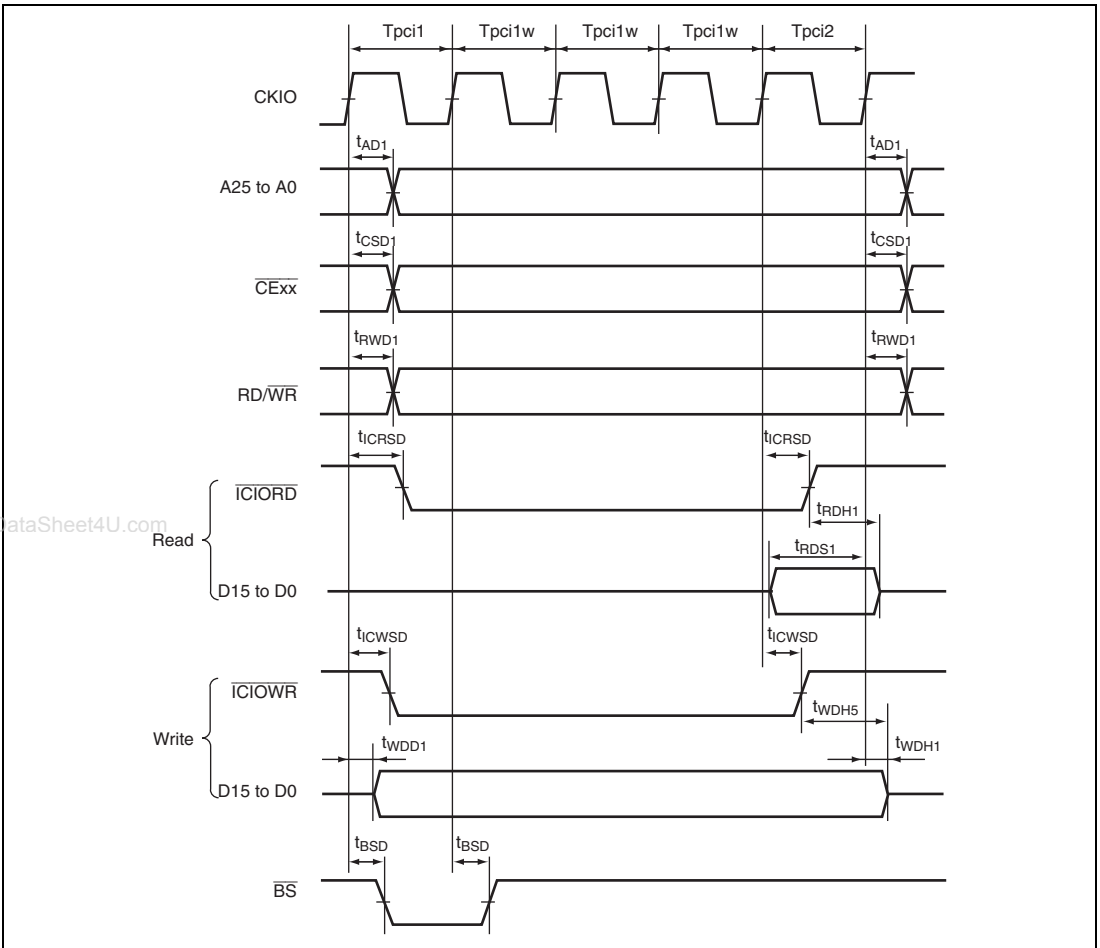 Tpci1 Tpci1w Tpci1w Tpci1w Tpci2
CKIO
tAD1 tAD1
A25 to A0
tCSD1 tCSD1
CExx
tRWD1 tRWD1
RD/WR
tICRSD tICRSD
ICIORD
tRDH1
DataSheet4U.com
Read
tRDS1
D15 to D0
tICWSD tICWSD
ICIOWR
tWDH5
Write
tWDD1 tWDH1
D15 to D0
tBSD tBSD
BS